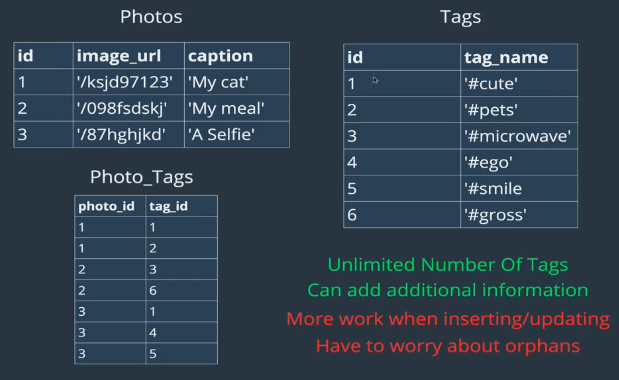 Photos
id image_url caption
1 '/ksjd97123' 'My cat'
2 '/098fsdskj' 'My meal'
3 '/87hghjkd' 'A Selfie'
Photo_Tags
photo_id tag_id
1 1
1 2
2 3
2 6
3 1
3 4
3 5
Tags
id tag_name
1 '#cute'
2 '#pets'
3 '#microwave'
4 '#ego'
5 '#smile
6 '#gross'
Unlimited Number Of Tags
Can add additional information
More work when inserting/updating
Have to worry about orphans